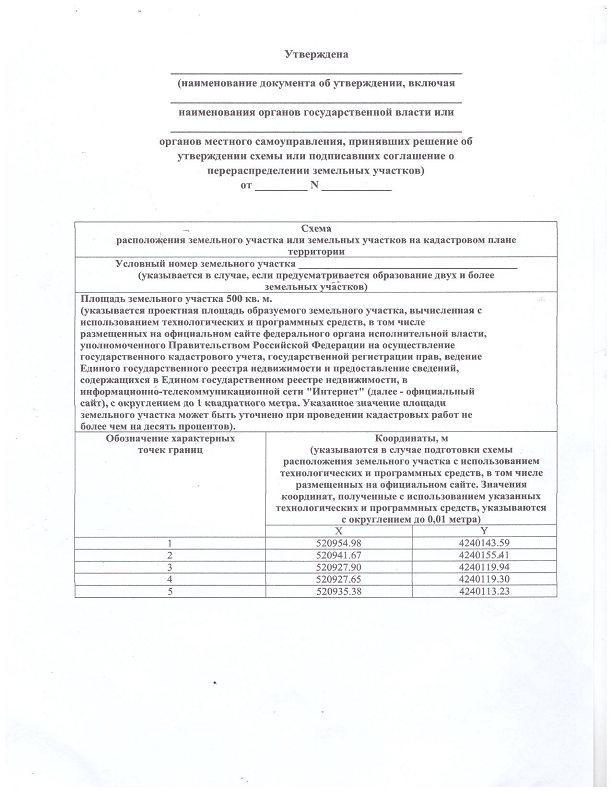 Утверждена
(наименование документа об утверждении, включая
наименования органов государственной власти или
органов местного самоуправления, принявших решение об
утверждении схемы или подписавших соглашение о
перераспределении земельных участков)
от __________ N _____________
Схема
расположения земельного участка или земельных участков на кадастровом плане
территории
Условный номер земельного участка ________________________________________
(указывается в случае, если предусматривается образование двух и более
земельных участков)
Площадь земельного участка 500 кв. м.
(указывается проектная площадь образуемого земельного участка, вычисленная с
использованием технологических и программных средств, в том числе
размещенных на официальном сайте федерального органа исполнительной власти,
уполномоченного Правительством Российской Федерации на осуществление
государственного кадастрового учета, государственной регистрации прав, ведение
Единого государственного реестра недвижимости и предоставление сведений,
содержащихся в Едином государственном реестре недвижимости, в
информационно-телекоммуникационной сети "Интернет" (далее - официальный
сайт), с округлением до 1 квадратного метра. Указанное значение площади
земельного участка может быть уточнено при проведении кадастровых работ не
более чем на десять процентов).
Обозначение характерных
точек границ
Координаты, м
(указываются в случае подготовки схемы
расположения земельного участка с использованием
технологических и программных средств, в том числе
размещенных на официальном сайте. Значения
координат, полученные с использованием указанных
технологических и программных средств, указываются
с округлением до 0,01 метра)
X Y
1 520954.98 4240143.59
2 520941.67 4240155.41
3 520927.90 4240119.94
4 520927.65 4240119.30
5 520935.38 4240113.23